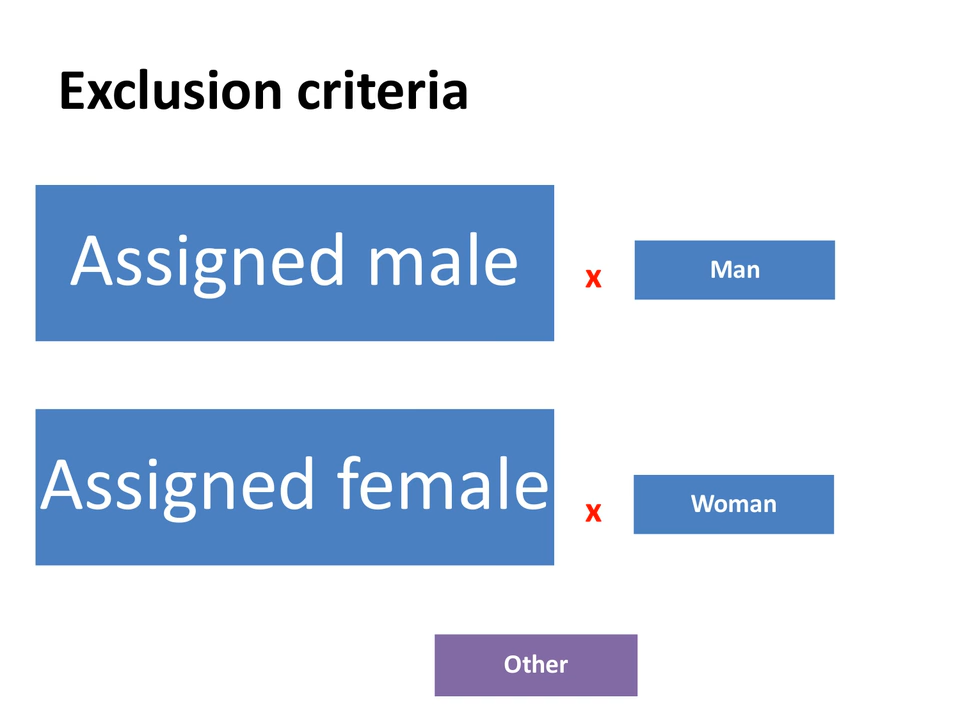 Exclusion criteria
Assigned male
x
Man
Assigned female
x
Woman
Other